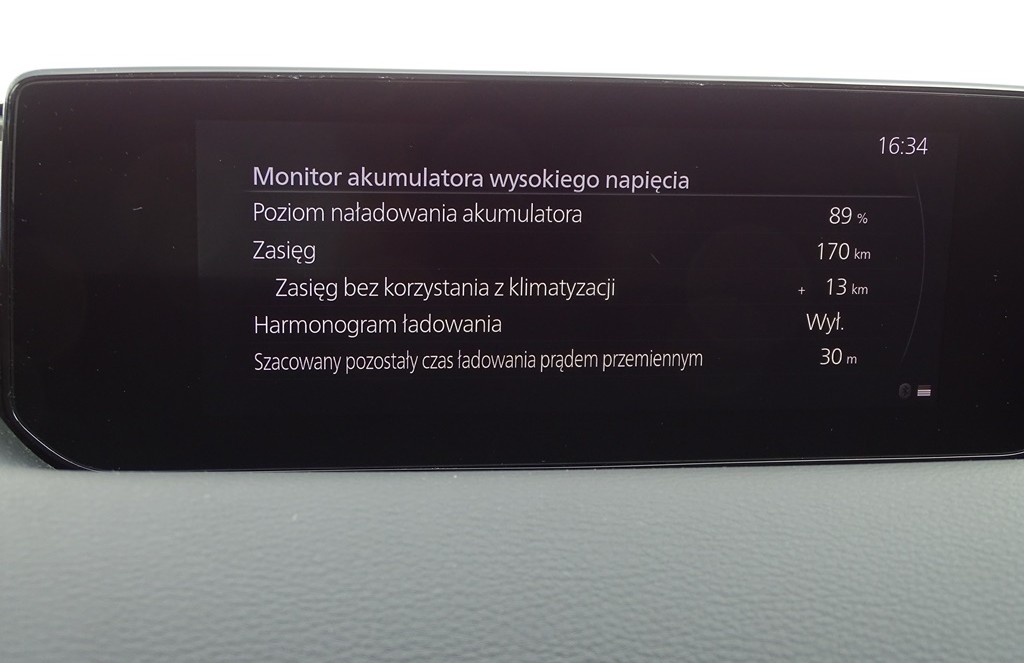 16:34
Monitor akumulatora wysokiego napięcia
Poziom naładowania akumulatora 89 %
Zasięg 170 km
Zasięg bez korzystania z klimatyzacji + 13 km
Harmonogram ładowania Wył.
Szacowany pozostały czas ładowania prądem przemiennym 30 m